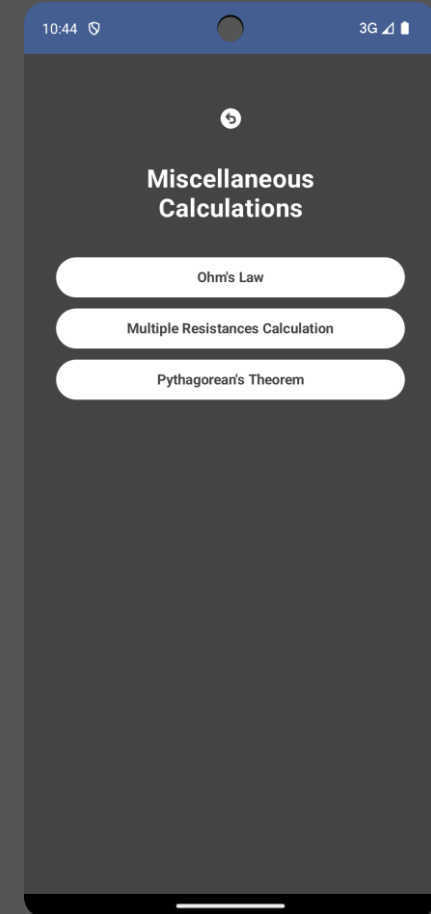 10:44 3G
Miscellaneous
Calculations
Ohm's Law
Multiple Resistances Calculation
Pythagorean's Theorem